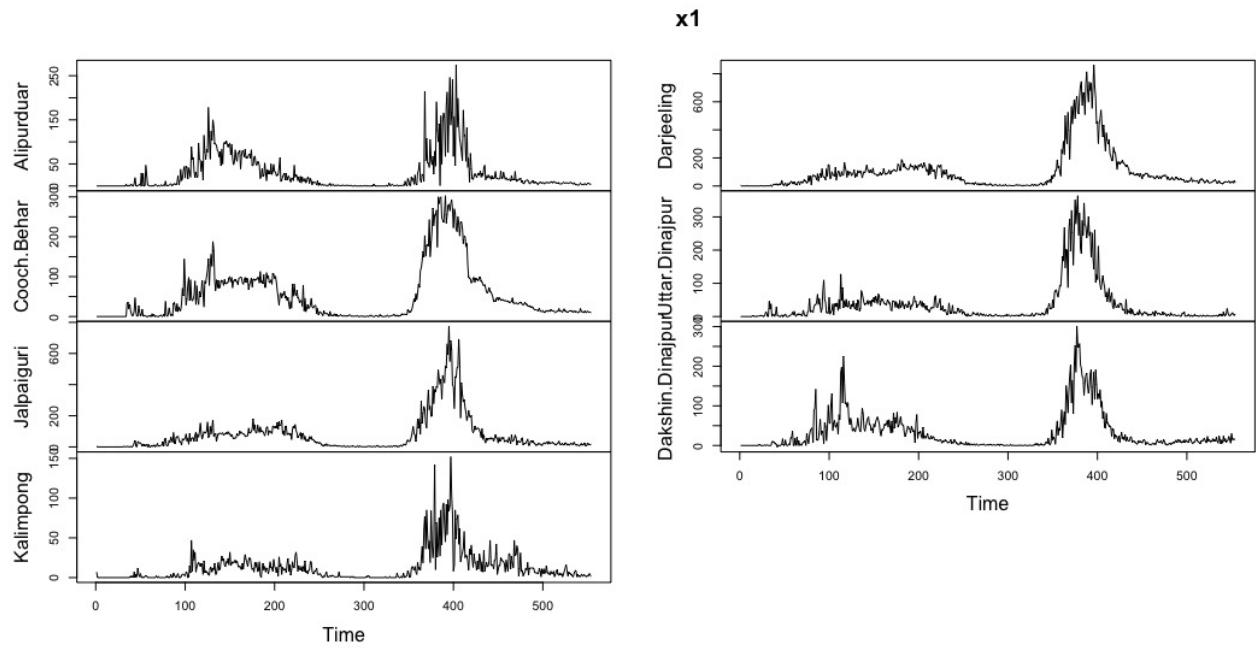 x1
Alipurduar
0 50 150 250
Cooch.Behar
0 100 200 300
Jalpaiguri
0 200 600
Kalimpong
0 50 100 150
0 100 200 300 400 500
Time
Darjeeling
0 200 600
Uttar.Dinajpur
0 100 200 300
Dakshin.Dinajpur
0 100 200 300
0 100 200 300 400 500
Time